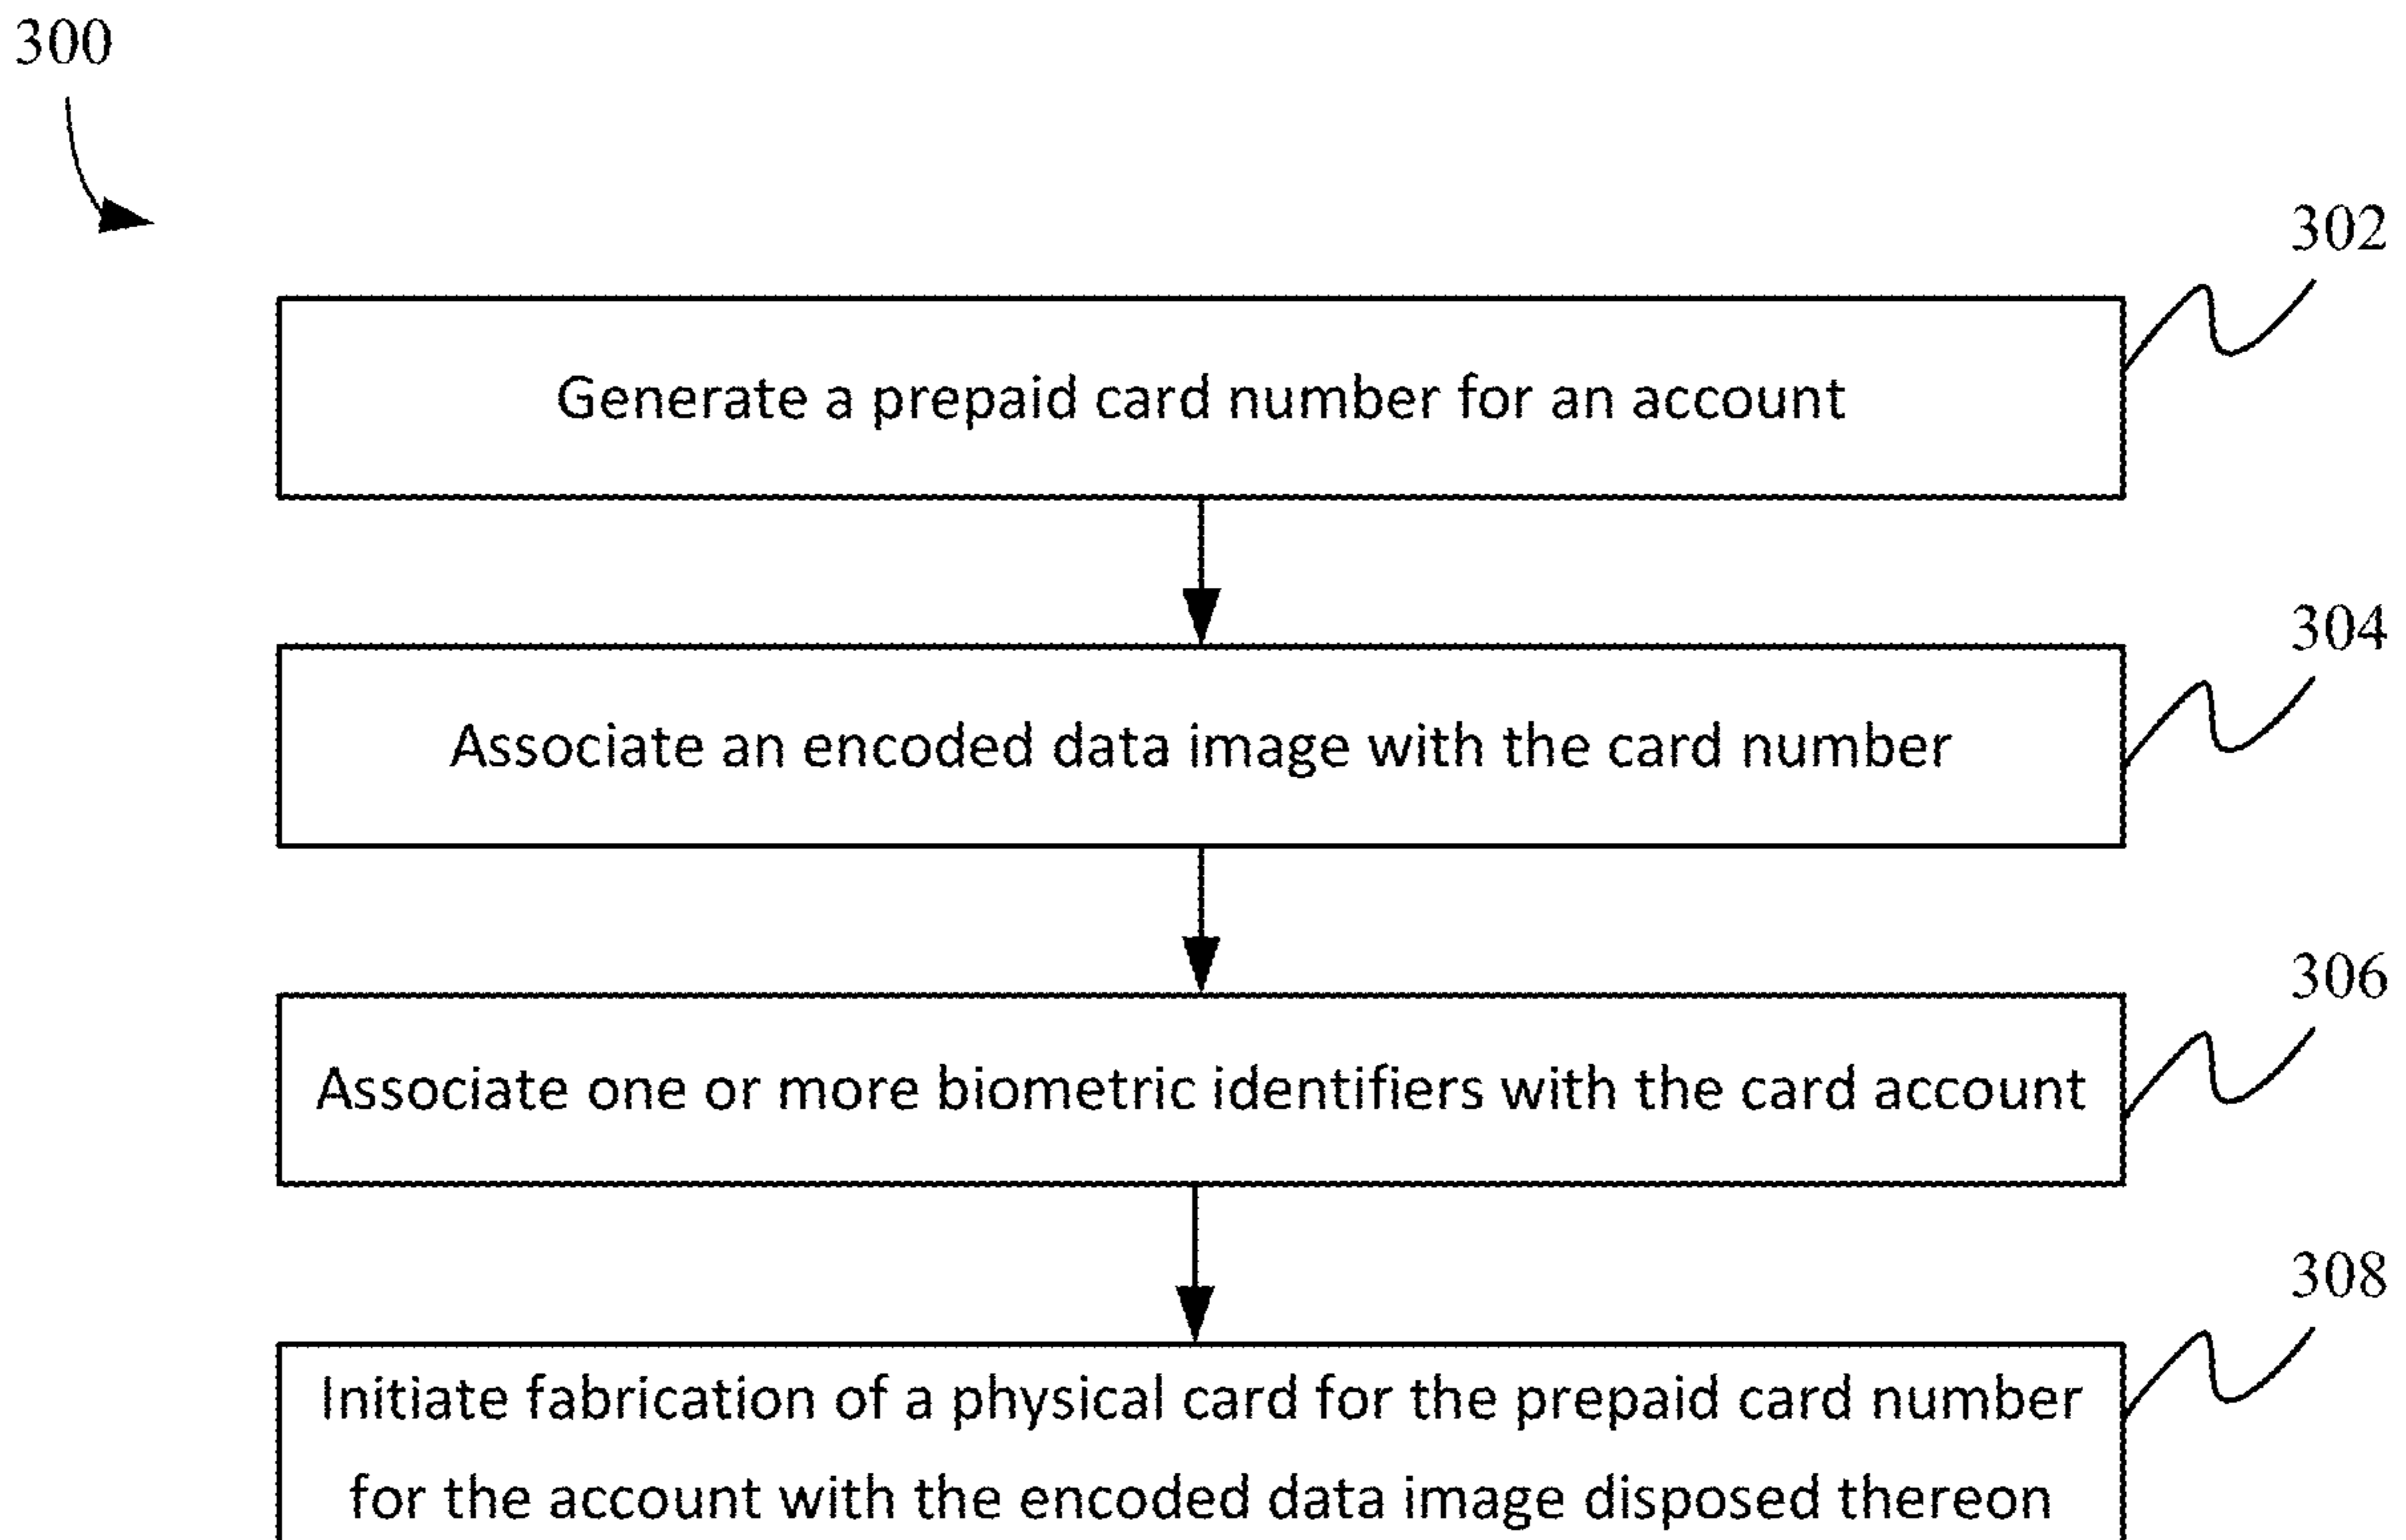 300
302
Generate a prepaid card number for an account
304
Associate an encoded data image with the card number
306
Associate one or more biometric identifiers with the card account
308
Initiate fabrication of a physical card for the prepaid card number
for the account with the encoded data image disposed thereon